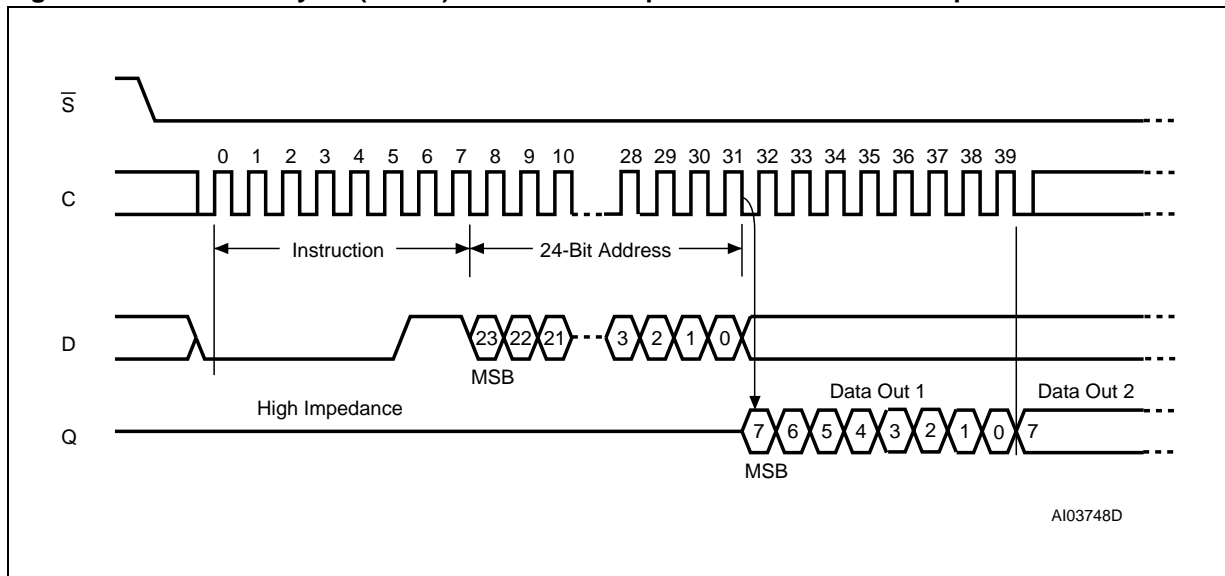 S
0 1 2 3 4 5 6 7 8 9 10 28 29 30 31 32 33 34 35 36 37 38 39
C
Instruction 24-Bit Address
D 23 22 21 3 2 1 0
MSB
High Impedance Data Out 1 Data Out 2
Q 7 6 5 4 3 2 1 0 7
MSB
AI03748D